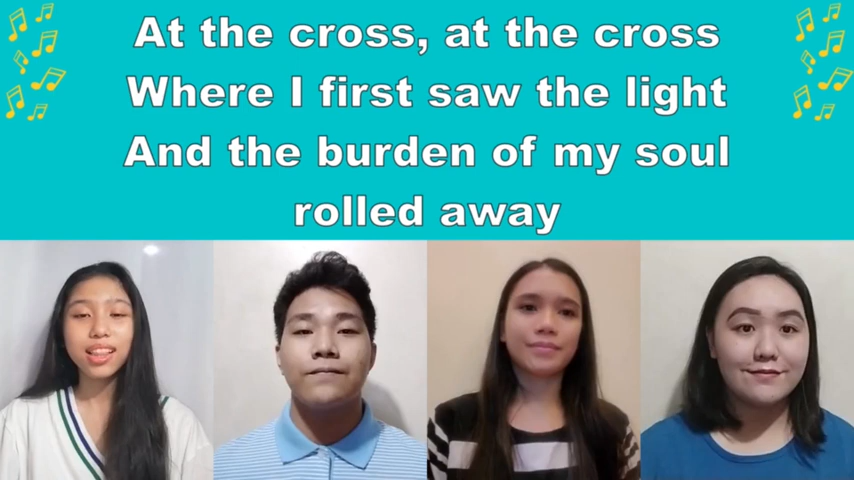 At the cross, at the cross
Where I first saw the light
And the burden of my soul
rolled away